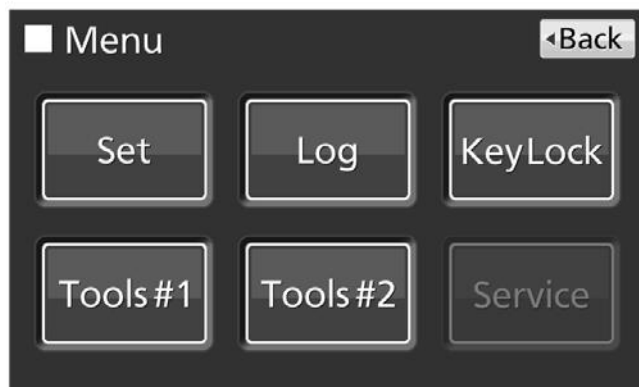 Menu
Back
Set
Log
KeyLock
Tools #1
Tools #2
Service